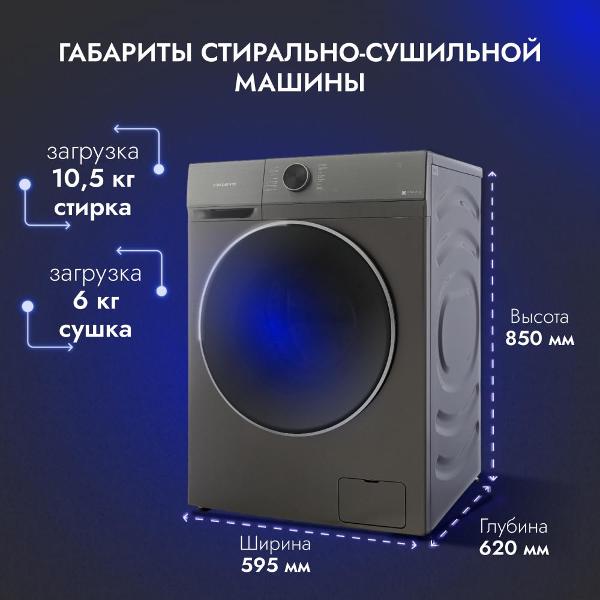 ГАБАРИТЫ СТИРАЛЬНО-СУШИЛЬНОЙ
МАШИНЫ
загрузка
10,5 кг
стирка
загрузка
6 кг
сушка
Высота
850 мм
Глубина
620 мм
Ширина
595 мм